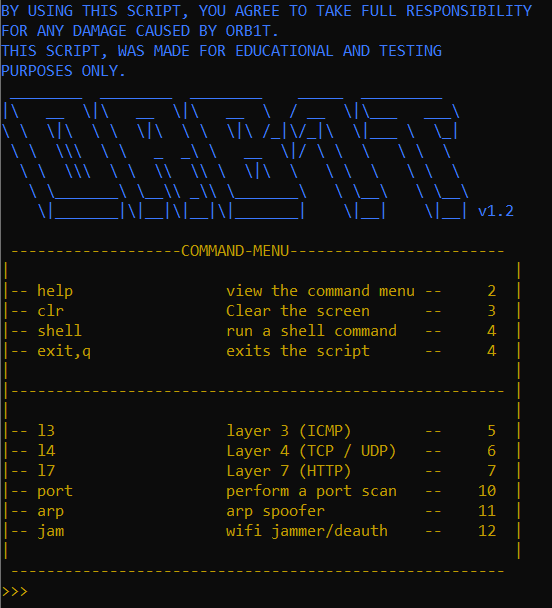 BY USING THIS SCRIPT, YOU AGREE TO TAKE FULL RESPONSIBILITY
FOR ANY DAMAGE CAUSED BY ORB1T.
THIS SCRIPT, WAS MADE FOR EDUCATIONAL AND TESTING
PURPOSES ONLY.
ORB1T
v1.2
COMMAND-MENU
help view the command menu -- 2
clr Clear the screen -- 3
shell run a shell command -- 4
exit,q exits the script -- 4
l3 layer 3 (ICMP) -- 5
l4 Layer 4 (TCP / UDP) -- 6
l7 Layer 7 (HTTP) -- 7
port perform a port scan -- 10
arp arp spoofer -- 11
jam wifi jammer/deauth -- 12
>>>